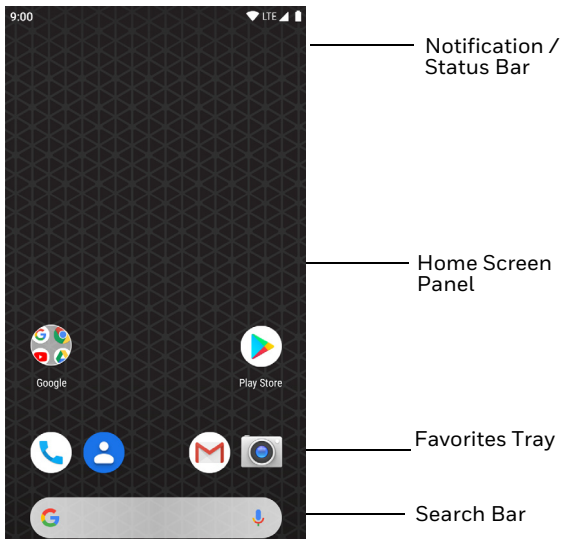 9:00 LTE
Notification /
Status Bar
Home Screen
Panel
Google Play Store
Favorites Tray
Search Bar